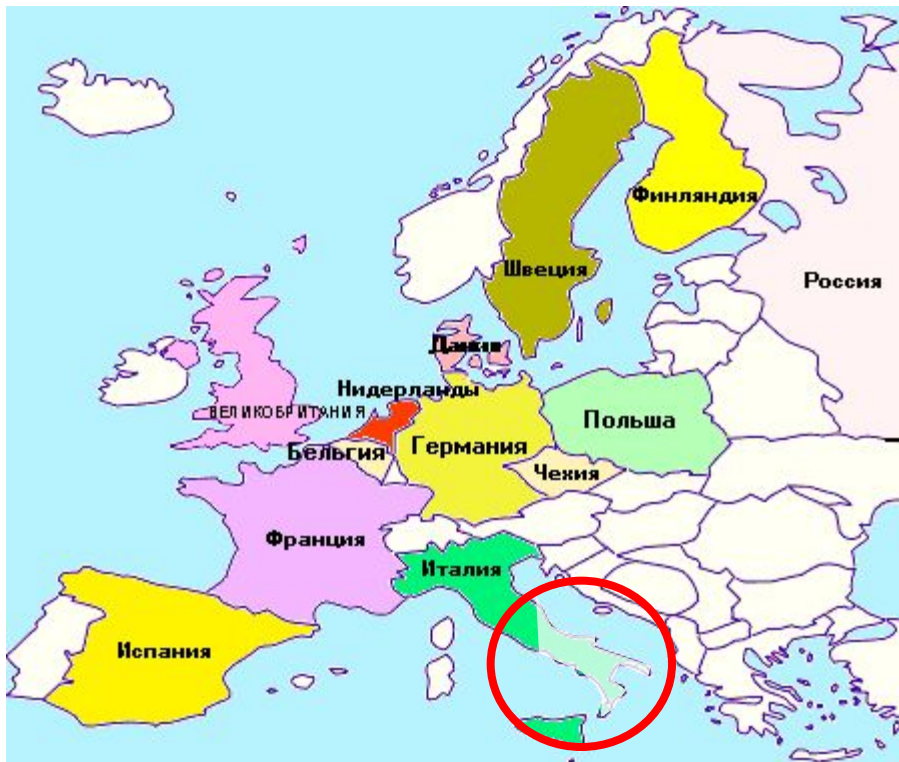 Финляндия
Швеция
Россия
Дания
Нидерланды
ВЕЛИКОБРИТАНИЯ
Польша
Бельгия
Германия
Чехия
Франция
Италия
Испания